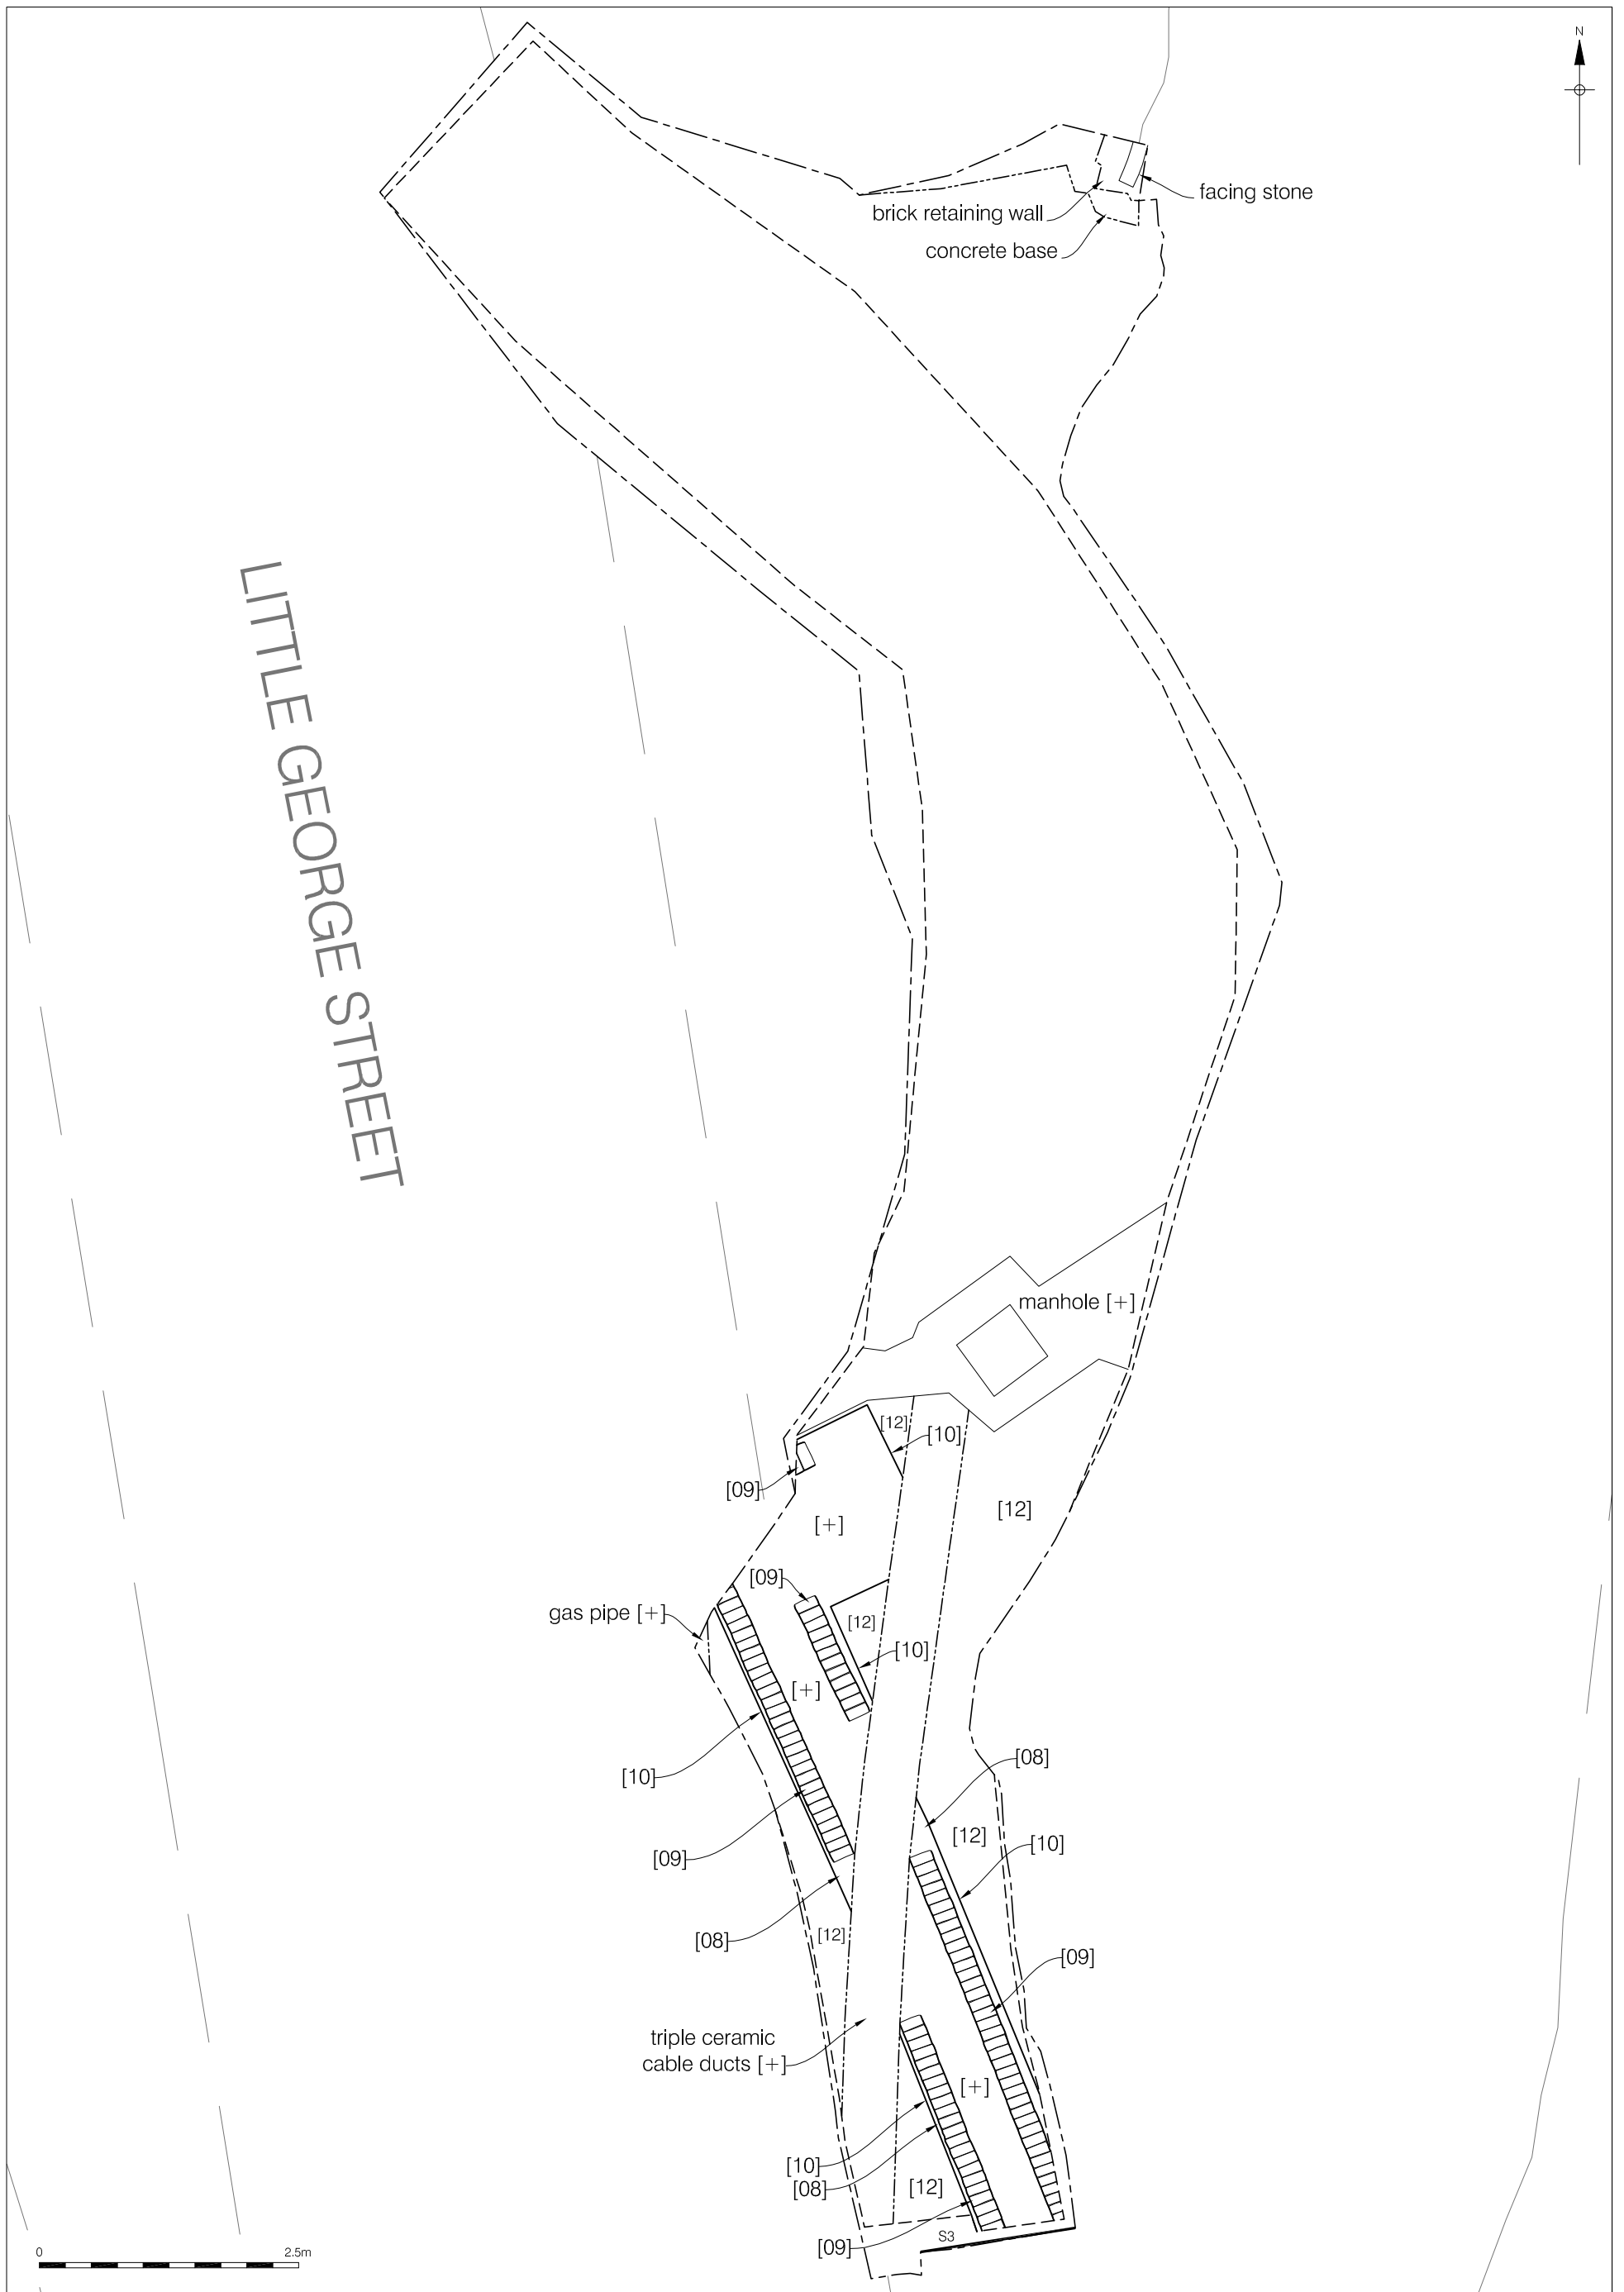 N
facing stone
brick retaining wall
concrete base
LITTLE GEORGE STREET
manhole [+]
[12]
[10]
[09]
[12]
[+]
[09]
gas pipe [+]
[12]
[10]
[+]
[08]
[10]
[12]
[10]
[09]
[08]
[12]
[09]
triple ceramic
cable ducts [+]
[+]
[10]
[12]
[08]
S3
[09]
0
2.5m